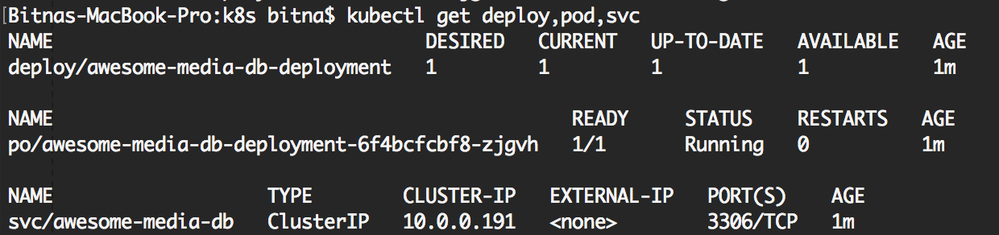 [Bitnas-MacBook-Pro:k8s bitna$ kubectl get deploy,pod,svc
NAME DESIRED CURRENT UP-TO-DATE AVAILABLE AGE
deploy/awesome-media-db-deployment 1 1 1 1 1m
NAME READY STATUS RESTARTS AGE
po/awesome-media-db-deployment-6f4bcfcbf8-zjgvh 1/1 Running 0 1m
NAME TYPE CLUSTER-IP EXTERNAL-IP PORT(S) AGE
svc/awesome-media-db ClusterIP 10.0.0.191 <none> 3306/TCP 1m